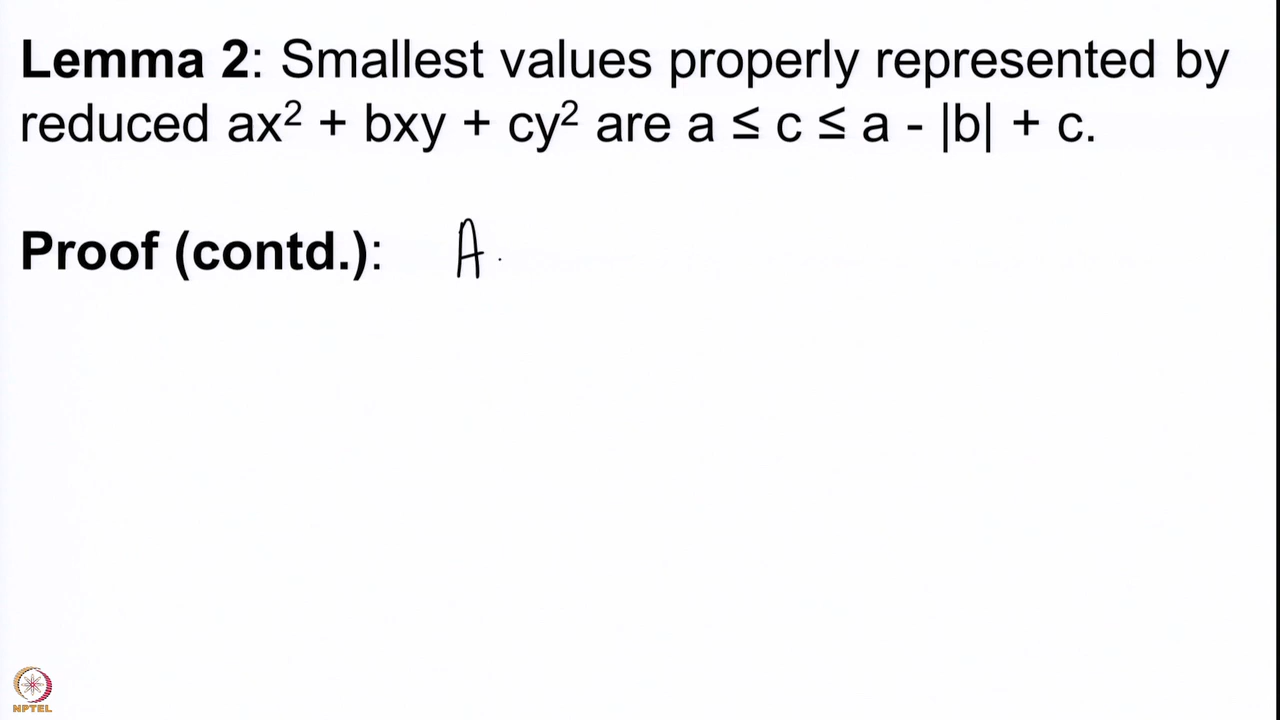 Lemma 2: Smallest values properly represented by
reduced ax² + bxy + cy² are a ≤ c ≤ a - |b| + c.
Proof (contd.): A.
NPTEL